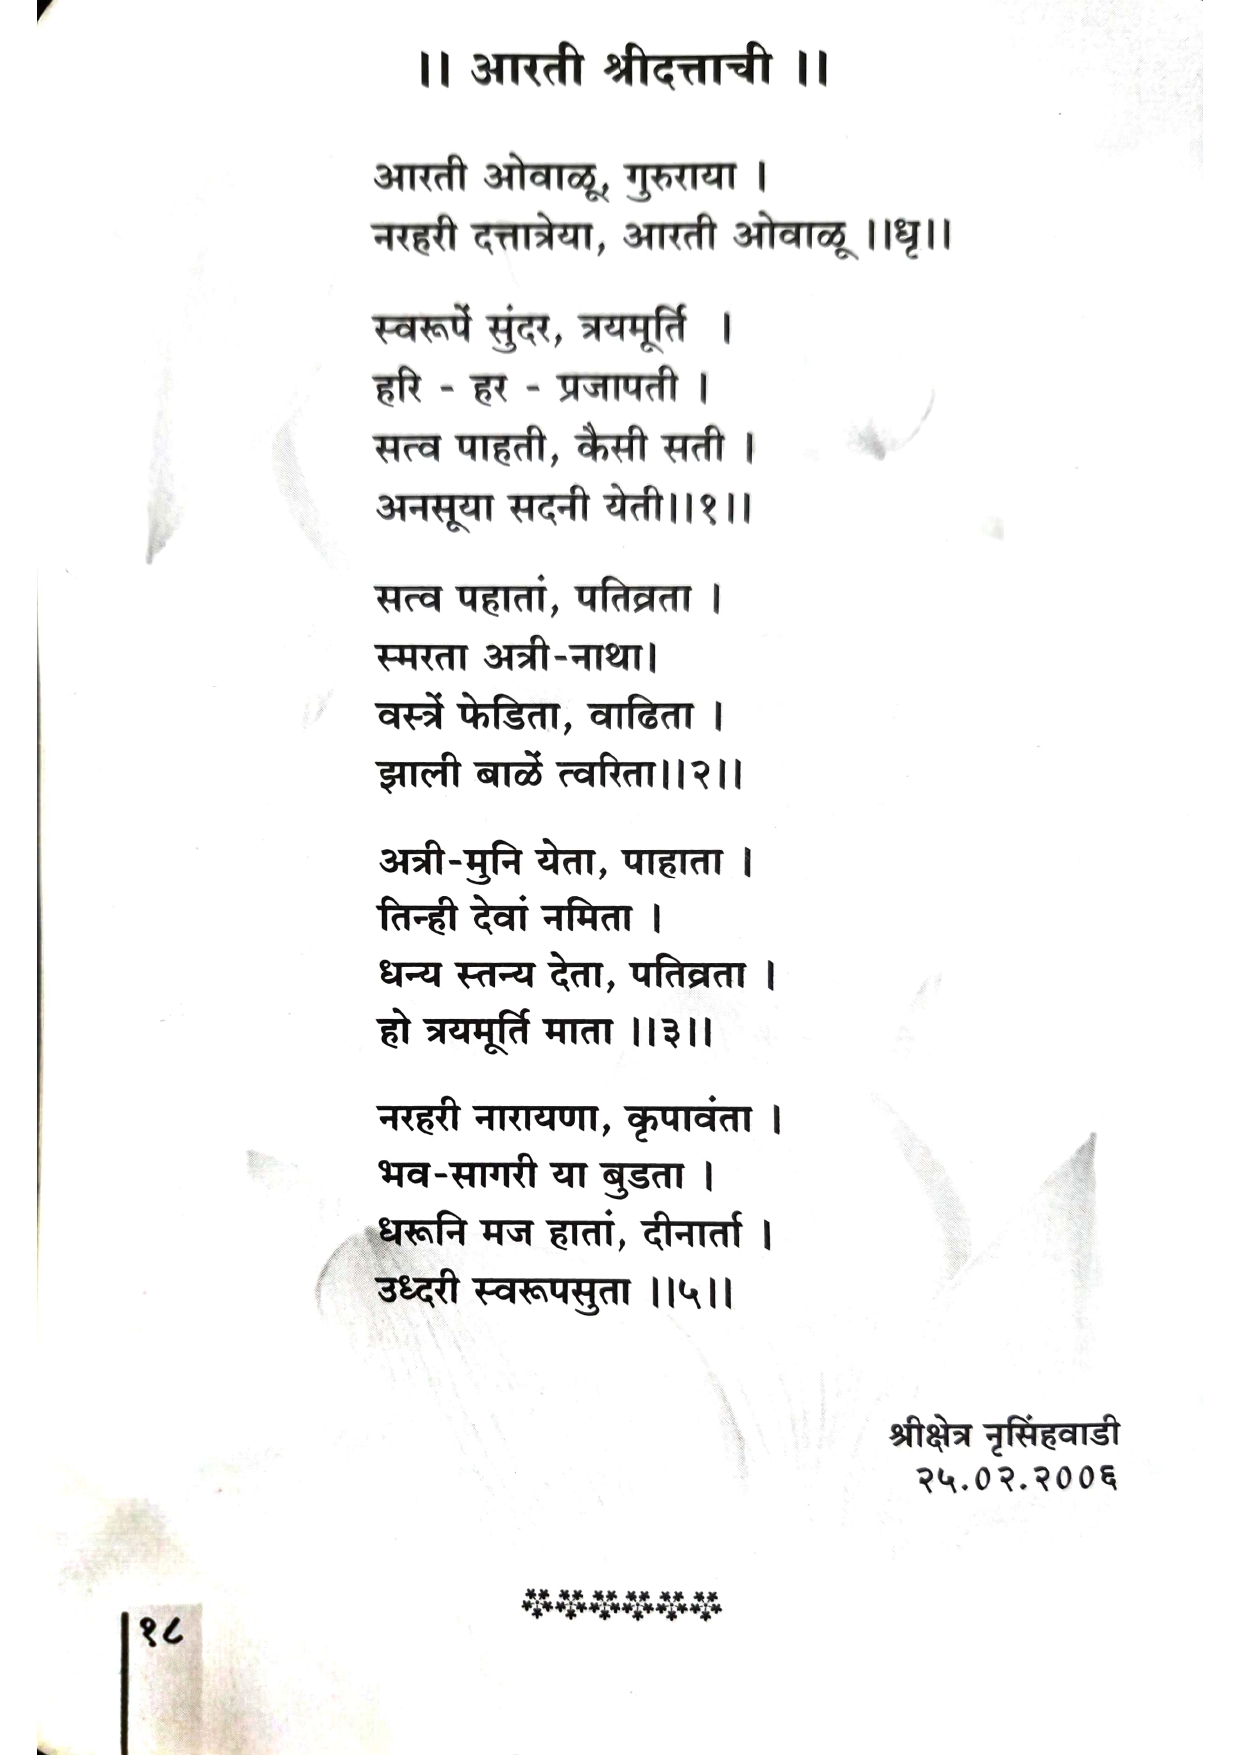 ।। आरती श्रीदत्ताची ।।
आरती ओवाळू, गुरुराया ।
नरहरी दत्तात्रेया, आरती ओवाळू ।।धृ।।
स्वरूपें सुंदर, त्रयमूर्ति ।
हरि - हर - प्रजापती ।
सत्व पाहती, कैसी सती ।
अनसूया सदनी येती।।१।।
सत्व पहातां, पतिव्रता ।
स्मरता अत्री-नाथा।
वस्त्रें फेडिता, वाढिता ।
झाली बाळें त्वरिता।।२।।
अत्री-मुनि येता, पाहाता ।
तिन्ही देवां नमिता ।
धन्य स्तन्य देता, पतिव्रता ।
हो त्रयमूर्ति माता ।।३।।
नरहरी नारायणा, कृपावंता ।
भव-सागरी या बुडता ।
धरूनि मज हातां, दीनार्ता ।
उध्दरी स्वरूपसुता ।।५।।
श्रीक्षेत्र नृसिंहवाडी
२५.०२.२००६
१८